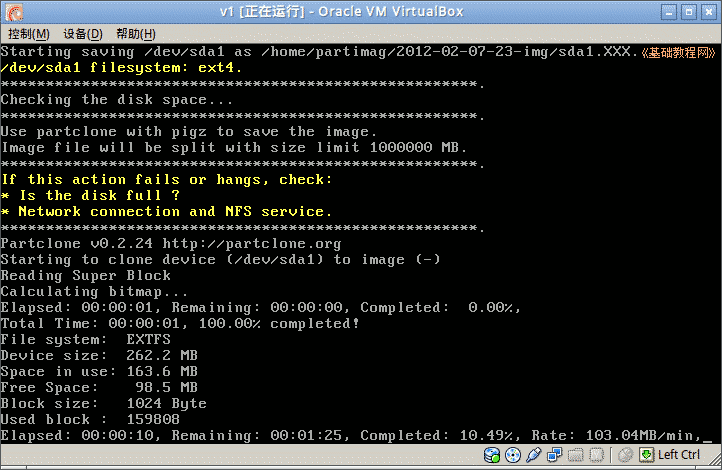 v1 [正在运行] - Oracle VM VirtualBox
控制(M) 设备(D) 帮助(H)
Starting saving /dev/sda1 as /home/partimag/2012-02-07-23-img/sda1.XXX.
《基础教程网》
/dev/sda1 filesystem: ext4.
*****************************************************.
Checking the disk space...
*****************************************************.
Use partclone with pigz to save the image.
Image file will be split with size limit 1000000 MB.
*****************************************************.
If this action fails or hangs, check:
* Is the disk full ?
* Network connection and NFS service.
*****************************************************.
Partclone v0.2.24 http://partclone.org
Starting to clone device (/dev/sda1) to image (-)
Reading Super Block
Calculating bitmap...
Elapsed: 00:00:01, Remaining: 00:00:00, Completed:  0.00%,
Total Time: 00:00:01, 100.00% completed!
File system:  EXTFS
Device size:  262.2 MB
Space in use: 163.6 MB
Free Space:    98.5 MB
Block size:   1024 Byte
Used block :  159808
Elapsed: 00:00:10, Remaining: 00:01:25, Completed: 10.49%, Rate: 103.04MB/min,_
Left Ctrl